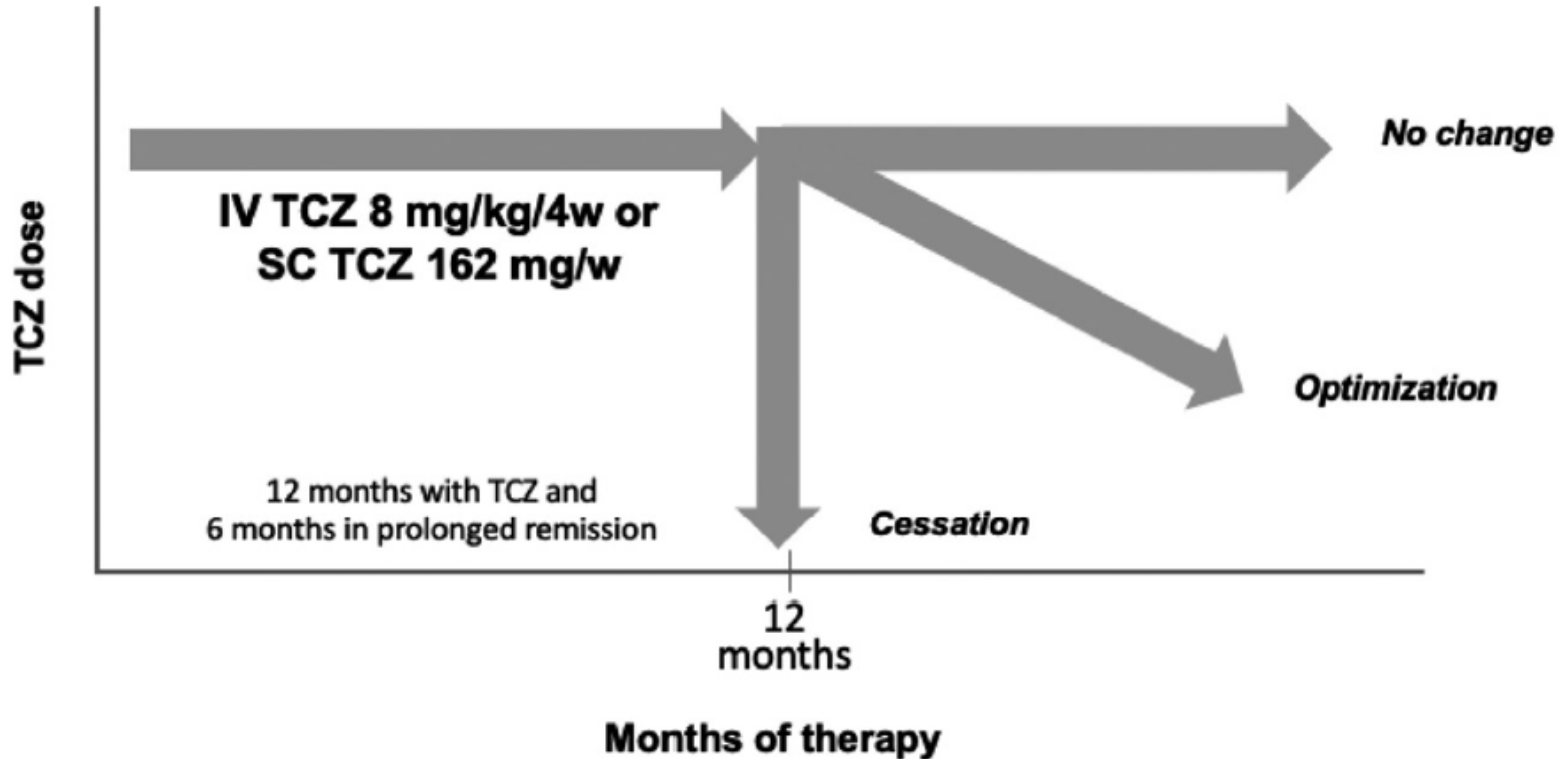 TCZ dose
No change
IV TCZ 8 mg/kg/4w or
SC TCZ 162 mg/w
Optimization
12 months with TCZ and
6 months in prolonged remission
Cessation
12
months
Months of therapy